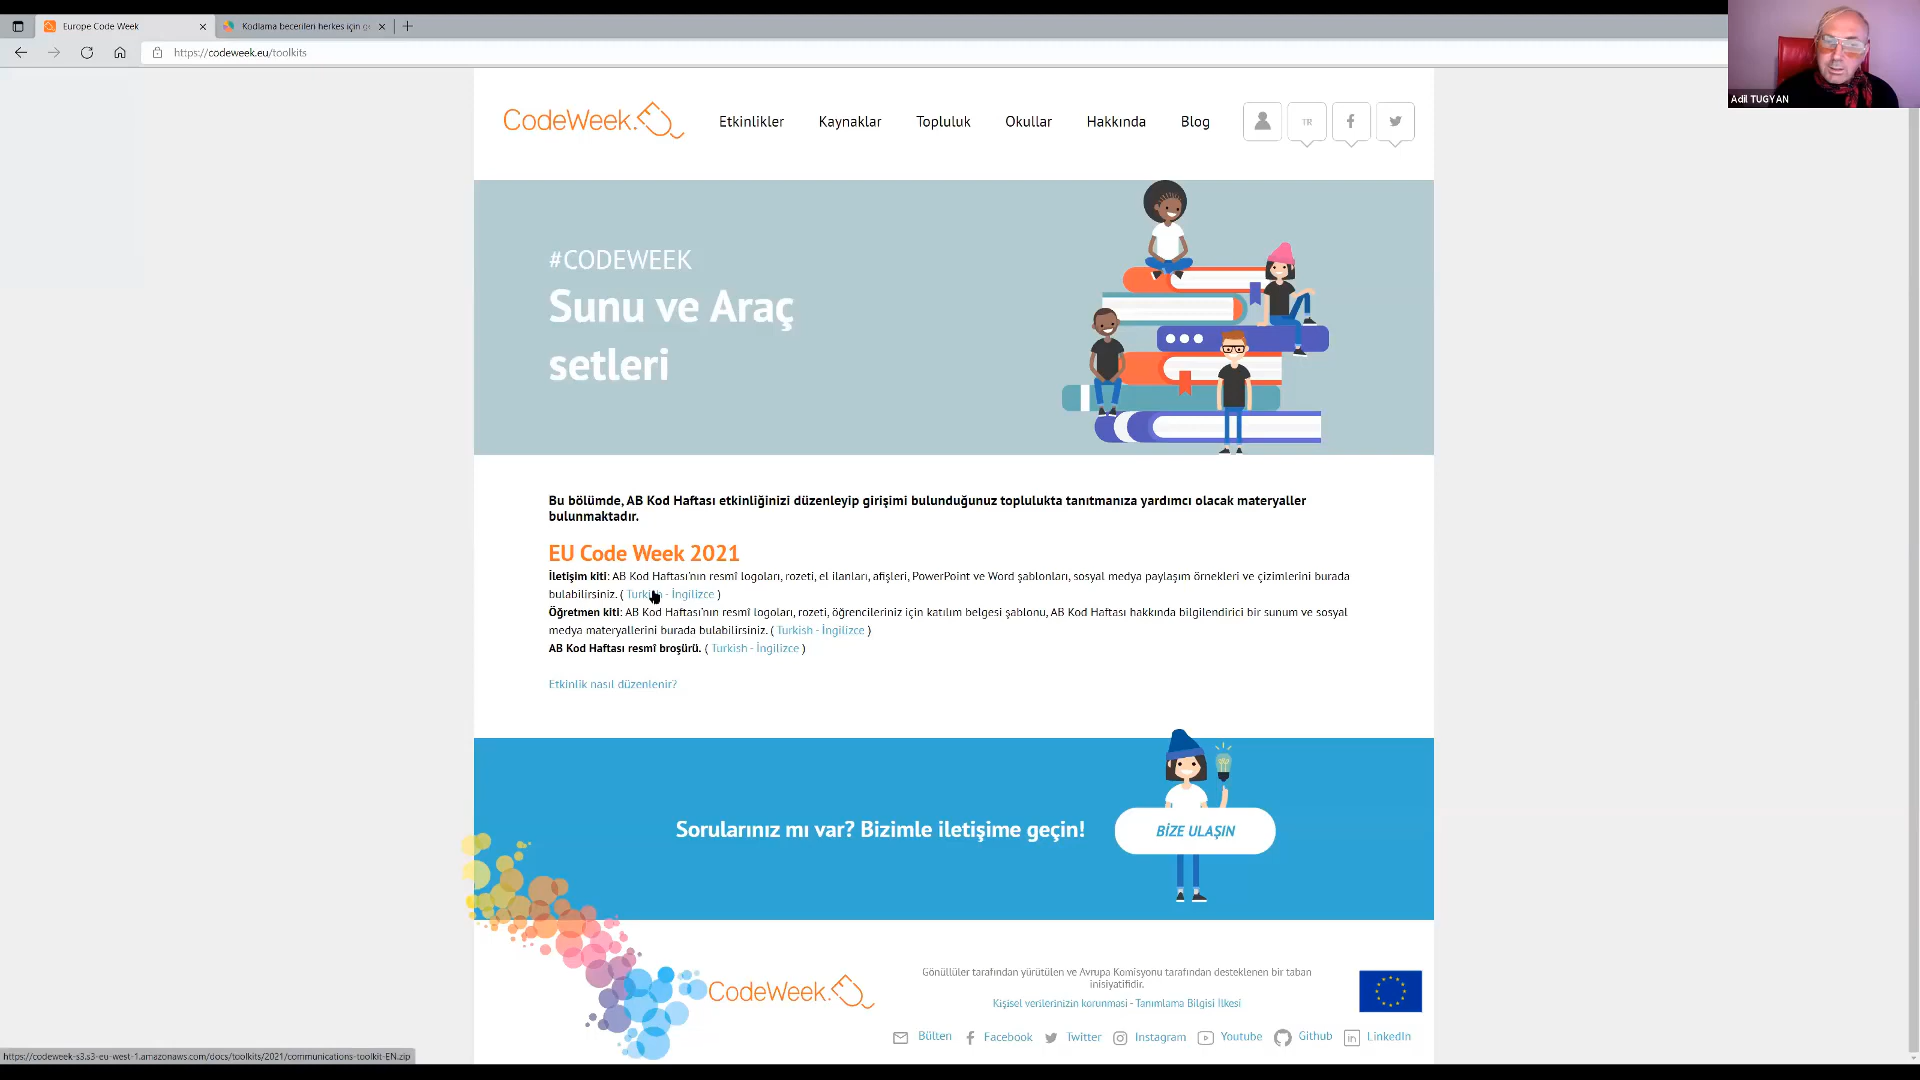 Europe Code Week
Kodlama becerileri herkes için ge
https://codeweek.eu/toolkits
Adil TUGYAN
CodeWeek.
Etkinlikler
Kaynaklar
Topluluk
Okullar
Hakkında
Blog
TR
#CODEWEEK
Sunu ve Araç
setleri
Bu bölümde, AB Kod Haftası etkinliğinizi düzenleyip girişimi bulunduğunuz toplulukta tanıtmanıza yardımcı olacak materyaller
bulunmaktadır.
EU Code Week 2021
İletişim kiti: AB Kod Haftası'nın resmî logoları, rozeti, el ilanları, afişleri, PowerPoint ve Word şablonları, sosyal medya paylaşım örnekleri ve çizimlerini burada
bulabilirsiniz. ( Turkish - İngilizce )
Öğretmen kiti: AB Kod Haftası'nın resmî logoları, rozeti, öğrencileriniz için katılım belgesi şablonu, AB Kod Haftası hakkında bilgilendirici bir sunum ve sosyal
medya materyallerini burada bulabilirsiniz. ( Turkish - İngilizce )
AB Kod Haftası resmî broşürü. ( Turkish - İngilizce )
Etkinlik nasıl düzenlenir?
Sorularınız mı var? Bizimle iletişime geçin!
BİZE ULAŞIN
CodeWeek.
Gönüllüler tarafından yürütülen ve Avrupa Komisyonu tarafından desteklenen bir taban
inisiyatifidir.
Kişisel verilerinizin korunması - Tanımlama Bilgisi İlkesi
Bülten
Facebook
Twitter
Instagram
Youtube
Github
LinkedIn
https://codeweek-s3.s3-eu-west-1.amazonaws.com/docs/toolkits/2021/communications-toolkit-EN.zip